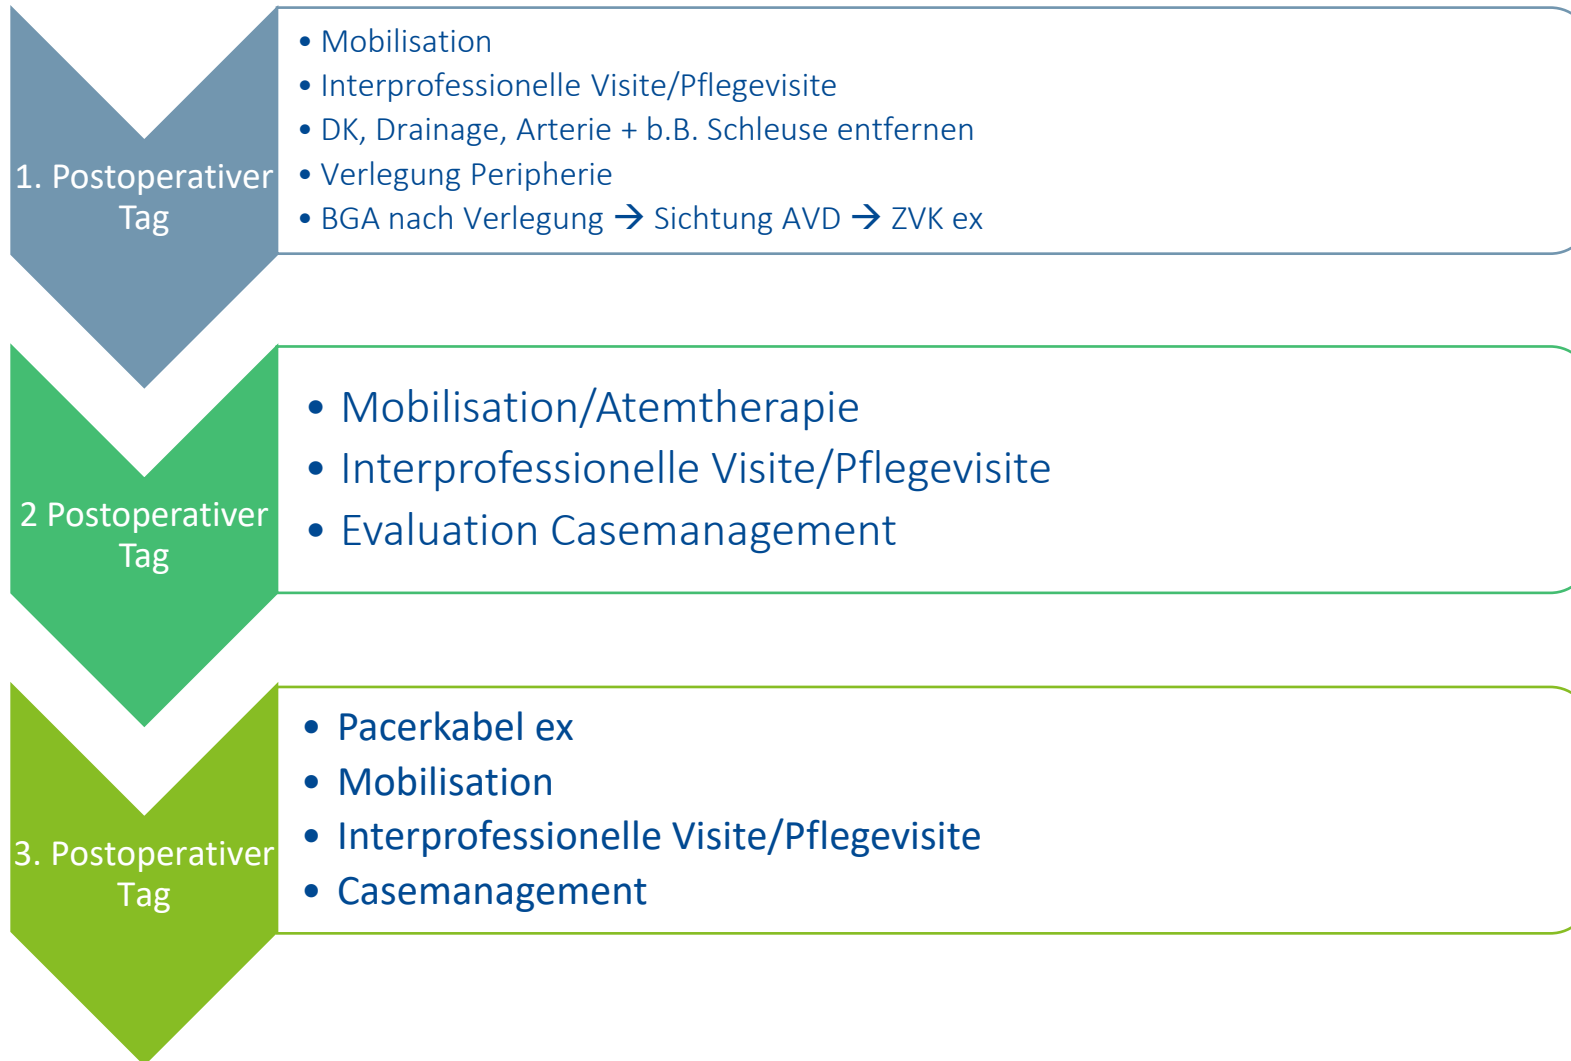 1. Postoperativer
Tag
• Mobilisation
• Interprofessionelle Visite/Pflegevisite
• DK, Drainage, Arterie + b.B. Schleuse entfernen
• Verlegung Peripherie
• BGA nach Verlegung → Sichtung AVD → ZVK ex
2 Postoperativer
Tag
• Mobilisation/Atemtherapie
• Interprofessionelle Visite/Pflegevisite
• Evaluation Casemanagement
3. Postoperativer
Tag
• Pacerkabel ex
• Mobilisation
• Interprofessionelle Visite/Pflegevisite
• Casemanagement